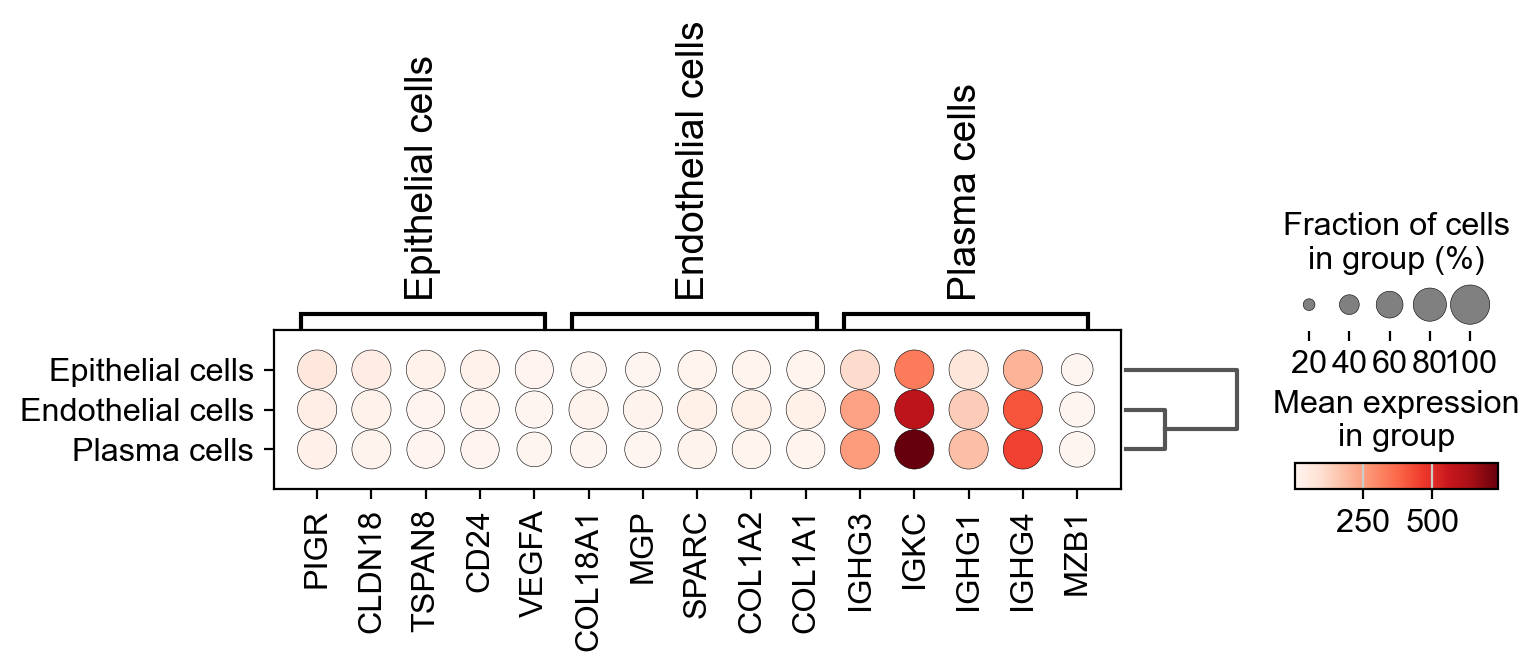 Epithelial cells
Endothelial cells
Plasma cells
Epithelial cells
Endothelial cells
Plasma cells
PIGR
CLDN18
TSPAN8
CD24
VEGFA
COL18A1
MGP
SPARC
COL1A2
COL1A1
IGHG3
IGKC
IGHG1
IGHG4
MZB1
Fraction of cells
in group (%)
20 40 60 80 100
Mean expression
in group
250 500